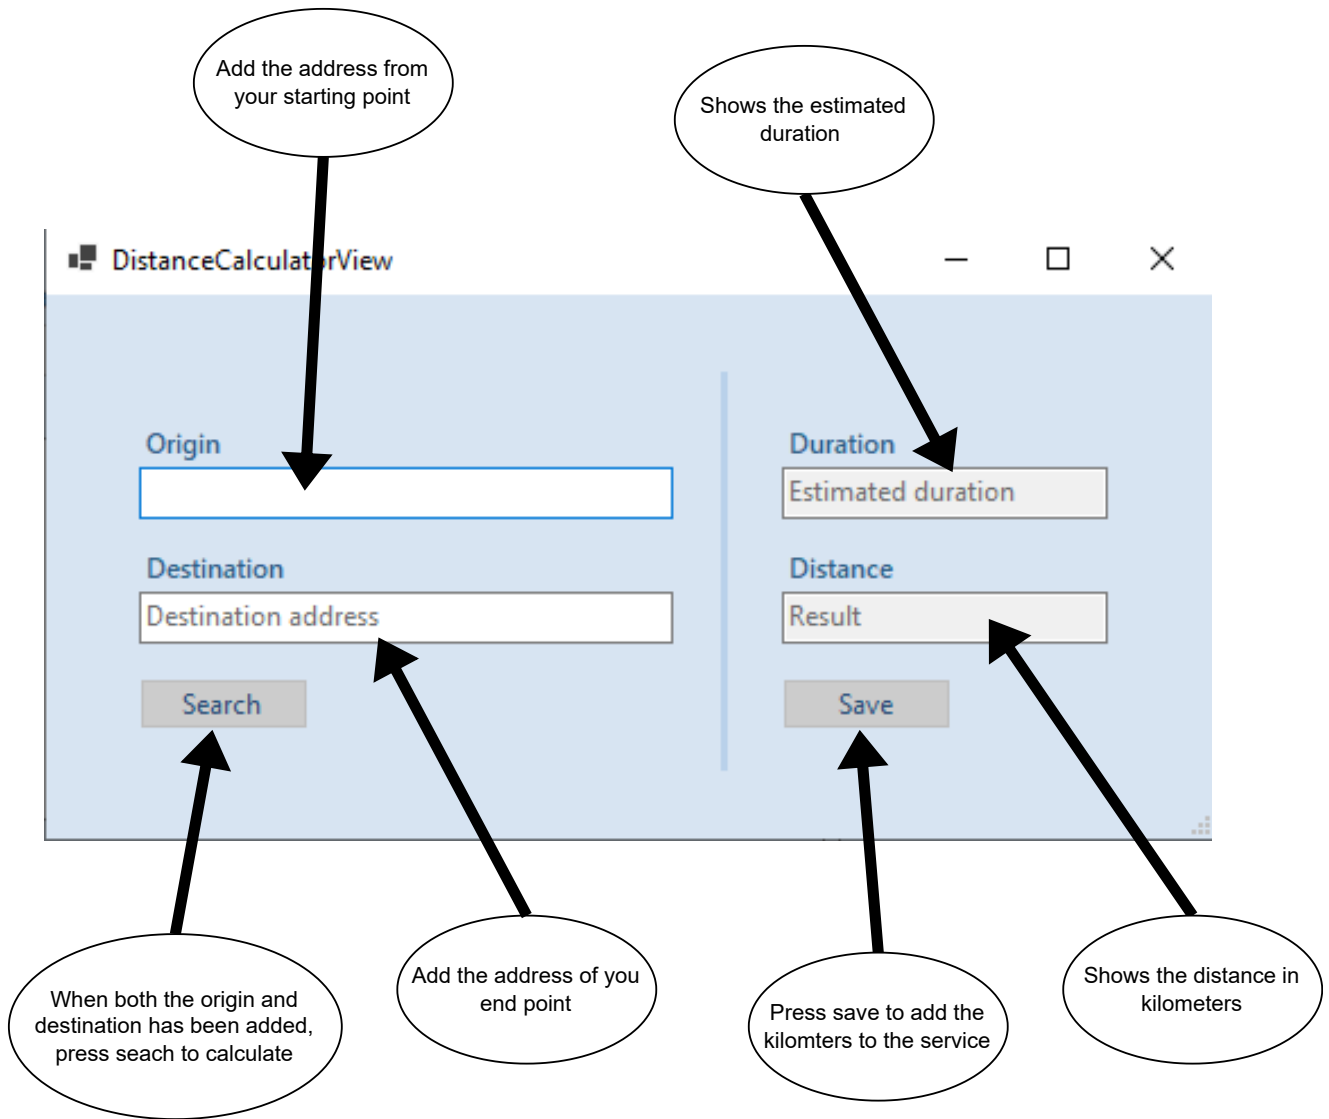 Add the address from
your starting point
Shows the estimated
duration
DistanceCalculatorView
Origin
Duration
Estimated duration
Destination
Destination address
Distance
Result
Search
Save
When both the origin and
destination has been added,
press seach to calculate
Add the address of you
end point
Press save to add the
kilomters to the service
Shows the distance in
kilometers